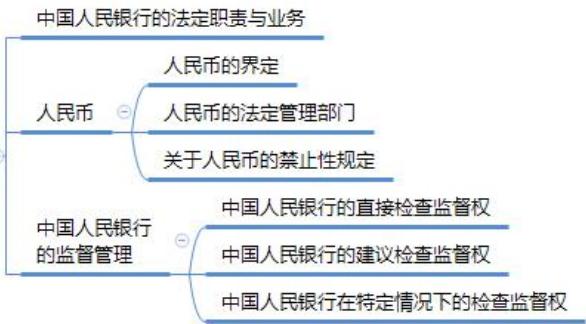 中国人民银行的法定职责与业务
人民币的界定
人民币
人民币的法定管理部门
关于人民币的禁止性规定
中国人民银行的直接检查监督权
中国人民银行
的监督管理
中国人民银行的建议检查监督权
中国人民银行在特定情况下的检查监督权